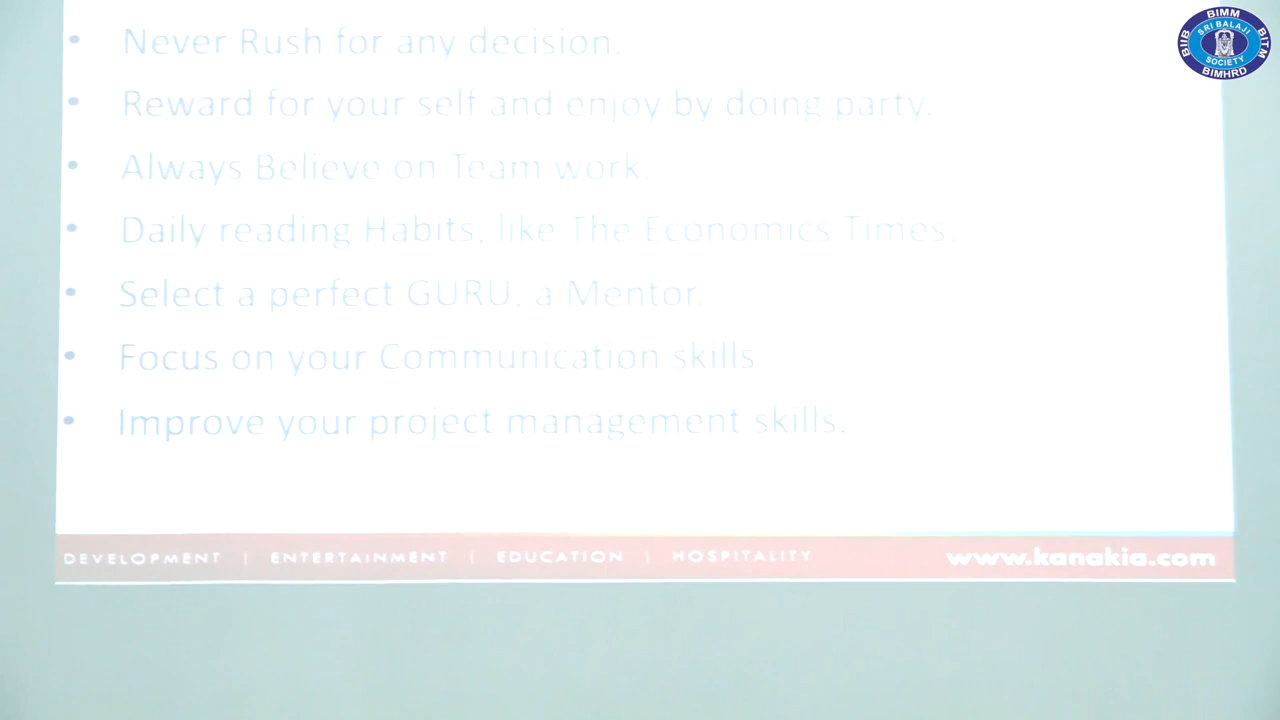 • Never Rush for any decision.
• Reward for your self and enjoy by doing party.
• Always Believe on Team work.
• Daily reading Habits, like The Economics Times.
• Select a perfect GURU, a Mentor.
• Focus on your Communication skills
• Improve your project management skills.
DEVELOPMENT | ENTERTAINMENT | EDUCATION | HOSPITALITY www.kanakia.com
BIMM
BIIB
BITM
BIMHRD
SRI BALAJI
SOCIETY